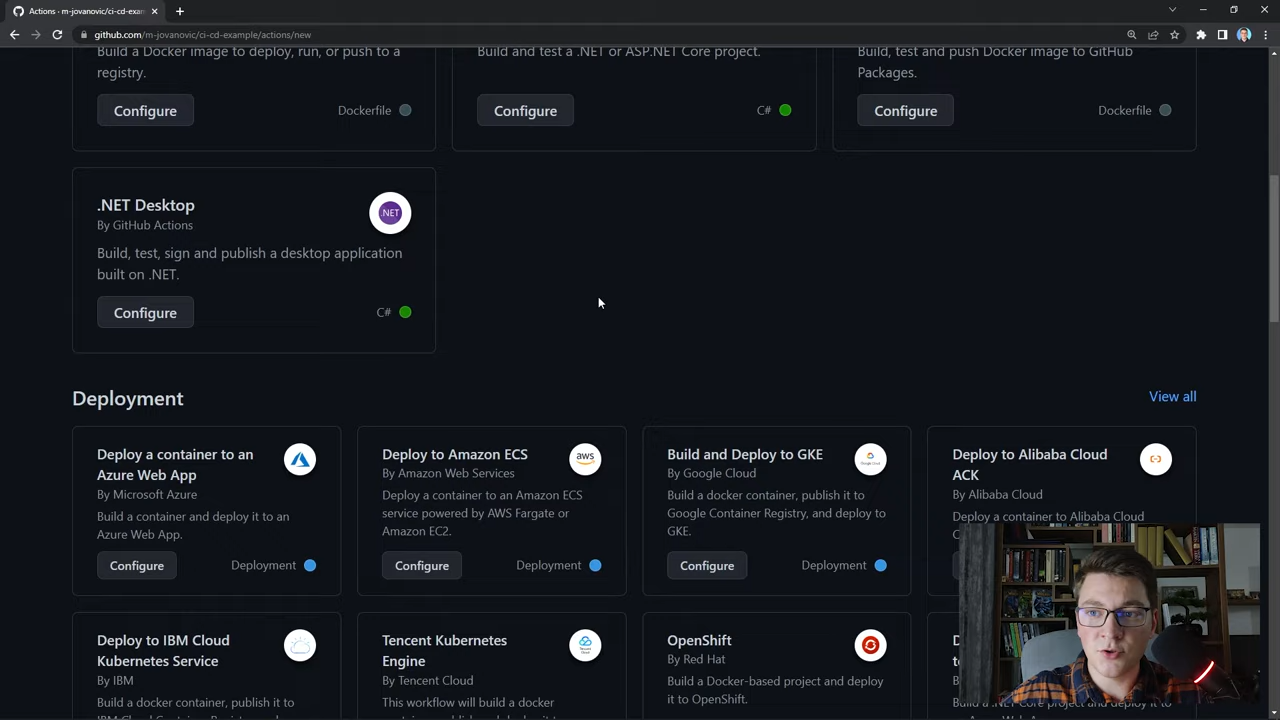 Actions · m-jovanovic/ci-cd-exam
github.com/m-jovanovic/ci-cd-example/actions/new
Build a Docker image to deploy, run, or push to a
registry.
Configure
Dockerfile
Build and test a .NET or ASP.NET Core project.
Configure
C#
Build, test and push Docker image to GitHub
Packages.
Configure
Dockerfile
.NET Desktop
By GitHub Actions
.NET
Build, test, sign and publish a desktop application
built on .NET.
Configure
C#
Deployment
View all
Deploy a container to an
Azure Web App
By Microsoft Azure
Build a container and deploy it to an
Azure Web App.
Configure
Deployment
Deploy to Amazon ECS
By Amazon Web Services
aws
Deploy a container to an Amazon ECS
service powered by AWS Fargate or
Amazon EC2.
Configure
Deployment
Build and Deploy to GKE
By Google Cloud
Build a docker container, publish it to
Google Container Registry, and deploy to
GKE.
Configure
Deployment
Deploy to Alibaba Cloud
ACK
By Alibaba Cloud
Deploy a container to Alibaba Cloud
Deploy to IBM Cloud
Kubernetes Service
By IBM
Build a docker container, publish it to
Tencent Kubernetes
Engine
By Tencent Cloud
This workflow will build a docker
OpenShift
By Red Hat
Build a Docker-based project and deploy
it to OpenShift.